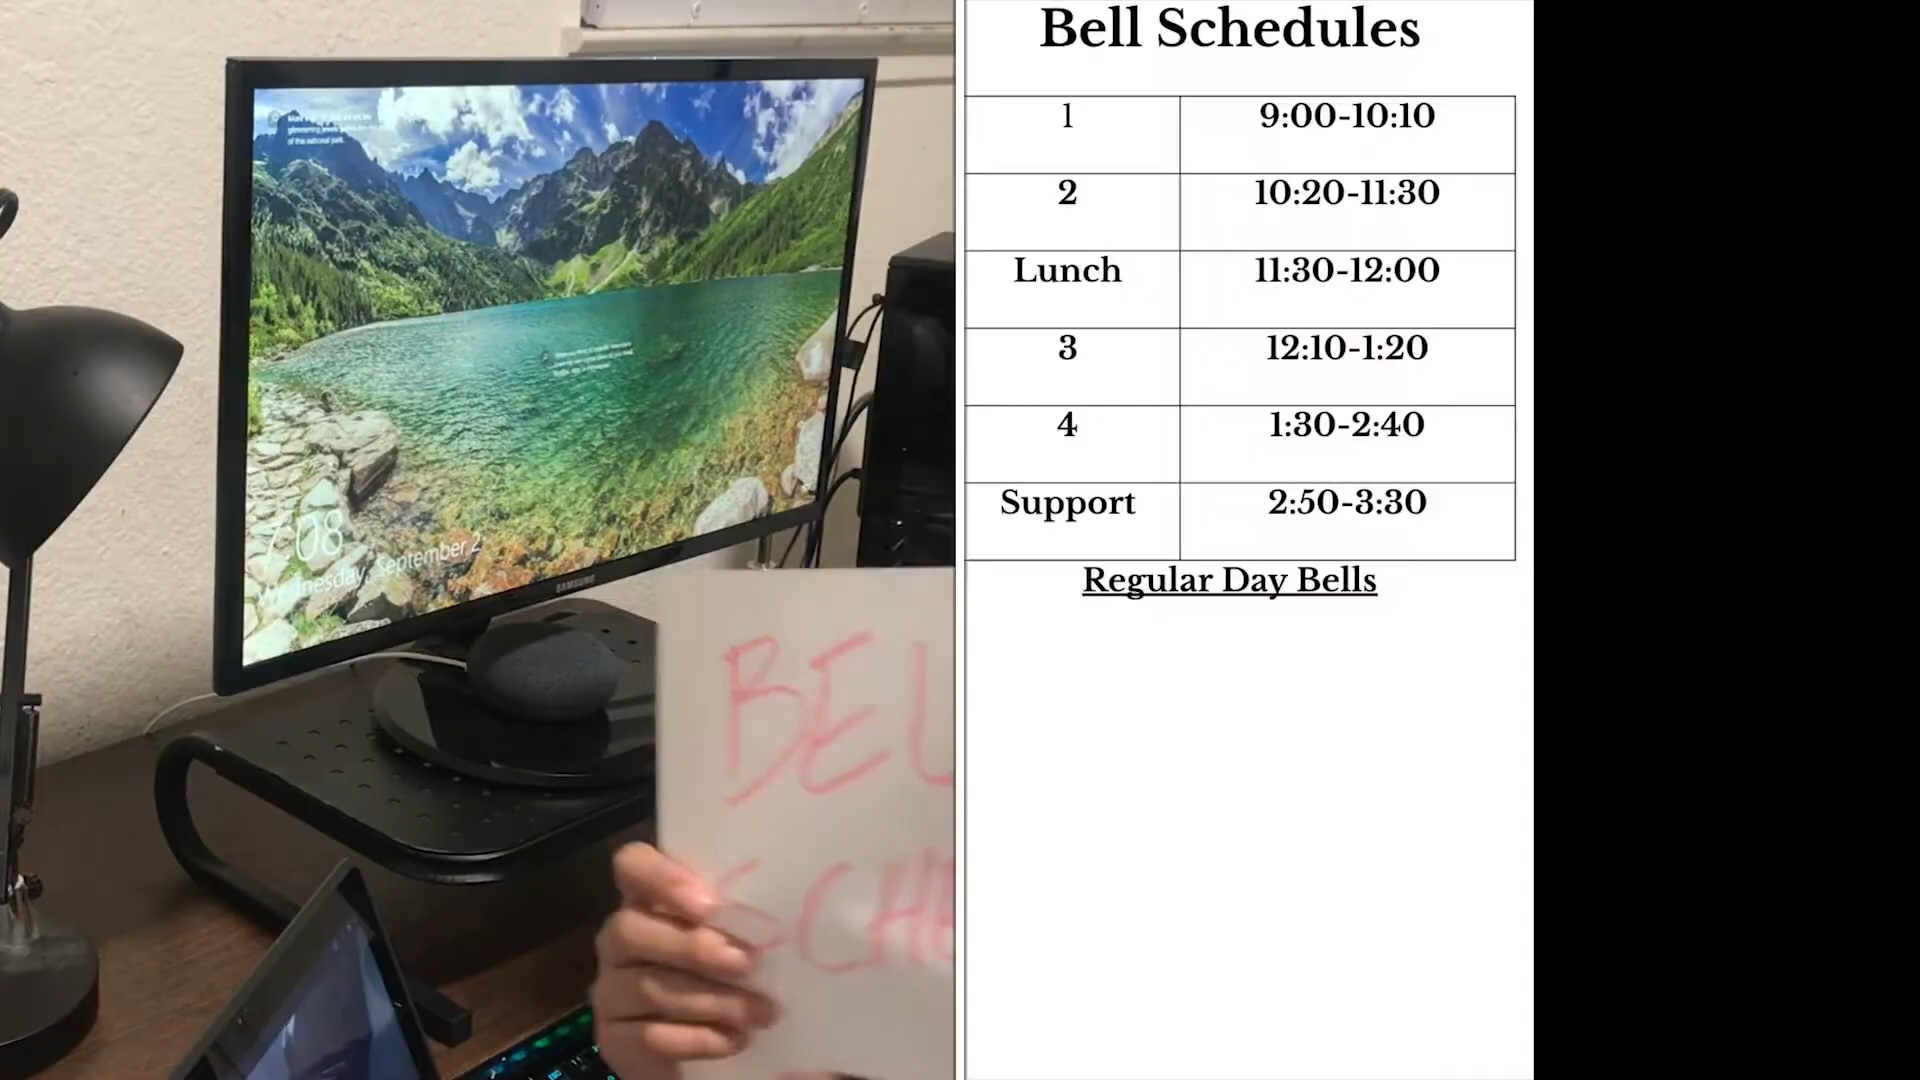 7:08
Wednesday, September 2
SAMSUNG
BEL
SCHE
Bell Schedules
1 9:00-10:10
2 10:20-11:30
Lunch 11:30-12:00
3 12:10-1:20
4 1:30-2:40
Support 2:50-3:30
Regular Day Bells